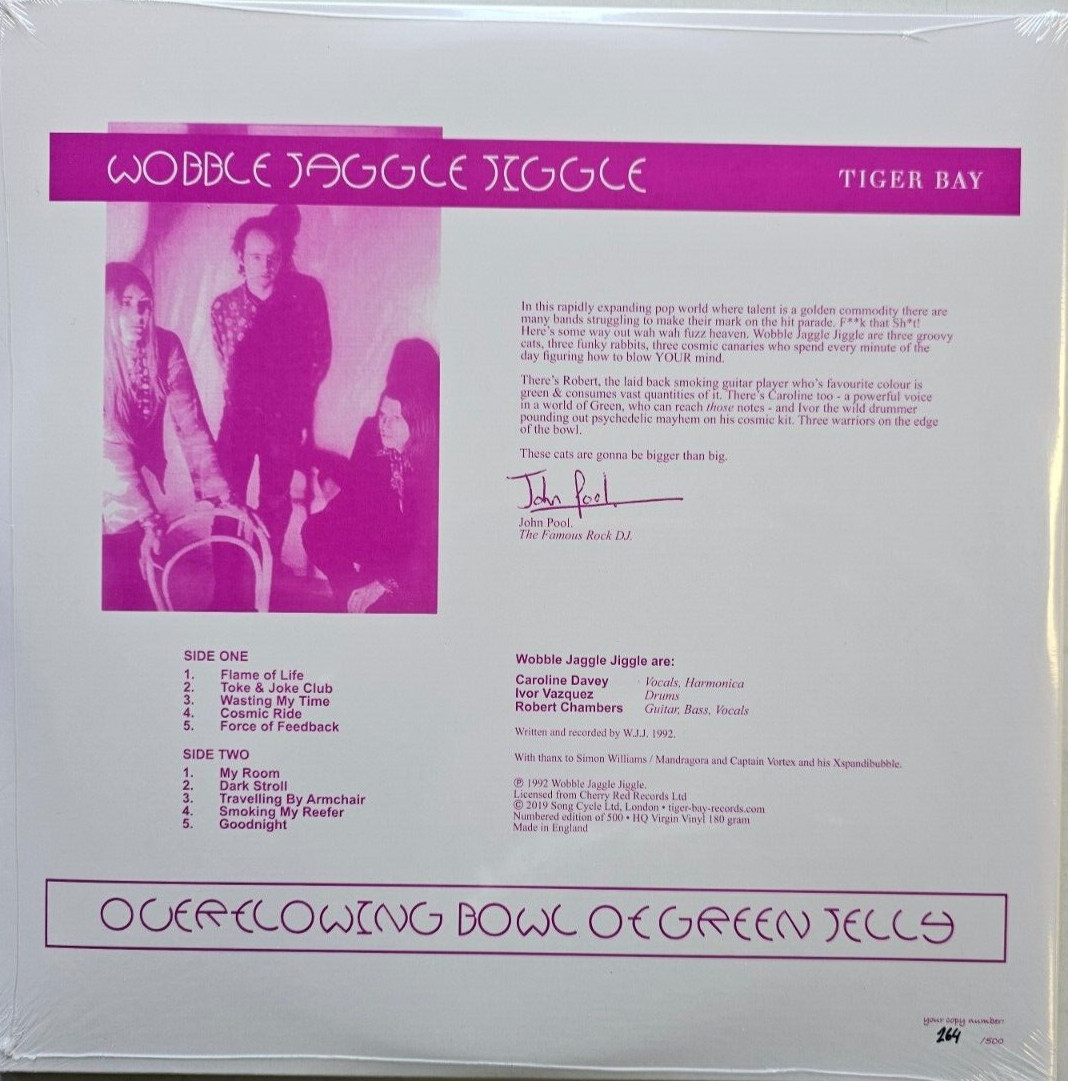 WOBBLE JAGGLE JIGGLE
TIGER BAY
In this rapidly expanding pop world where talent is a golden commodity there are
many bands struggling to make their mark on the hit parade. F**k that Sh*t!
Here's some way out wah wah fuzz heaven. Wobble Jaggle Jiggle are three groovy
cats, three funky rabbits, three cosmic canaries who spend every minute of the
day figuring how to blow YOUR mind.
There's Robert, the laid back smoking guitar player who's favourite colour is
green & consumes vast quantities of it. There's Caroline too - a powerful voice
in a world of Green, who can reach those notes - and Ivor the wild drummer
pounding out psychedelic mayhem on his cosmic kit. Three warriors on the edge
of the bowl.
These cats are gonna be bigger than big.
John Pool
John Pool.
The Famous Rock DJ.
SIDE ONE
1. Flame of Life
2. Toke & Joke Club
3. Wasting My Time
4. Cosmic Ride
5. Force of Feedback
SIDE TWO
1. My Room
2. Dark Stroll
3. Travelling By Armchair
4. Smoking My Reefer
5. Goodnight
Wobble Jaggle Jiggle are:
Caroline Davey Vocals, Harmonica
Ivor Vazquez Drums
Robert Chambers Guitar, Bass, Vocals
Written and recorded by W.J.J. 1992.
With thanx to Simon Williams / Mandragora and Captain Vortex and his Xspandibubble.
℗ 1992 Wobble Jaggle Jiggle.
Licensed from Cherry Red Records Ltd
© 2019 Song Cycle Ltd, London • tiger-bay-records.com
Numbered edition of 500 • HQ Virgin Vinyl 180 gram
Made in England
OVERFLOWING BOWL OF GREEN JELLY
your copy number:
264 /500